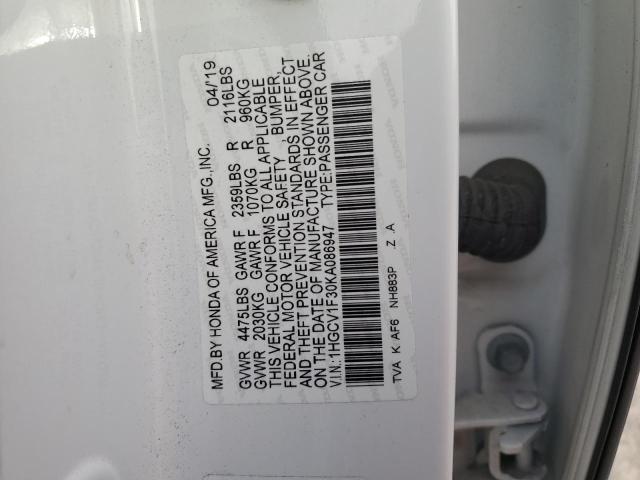 MFD.BY HONDA OF AMERICA MFG.,INC. 04/'19
GVWR 4475LBS GAWR F 2359LBS R 2116LBS
GVWR 2030KG GAWR F 1070KG R 960KG
THIS VEHICLE CONFORMS TO ALL APPLICABLE
FEDERAL MOTOR VEHICLE SAFETY , BUMPER,
AND THEFT PREVENTION STANDARDS IN EFFECT
ON THE DATE OF MANUFACTURE SHOWN ABOVE.
V.I.N.:1HGCV1F30KA086947 TYPE:PASSENGER CAR
TVA K AF6 NH883P Z A